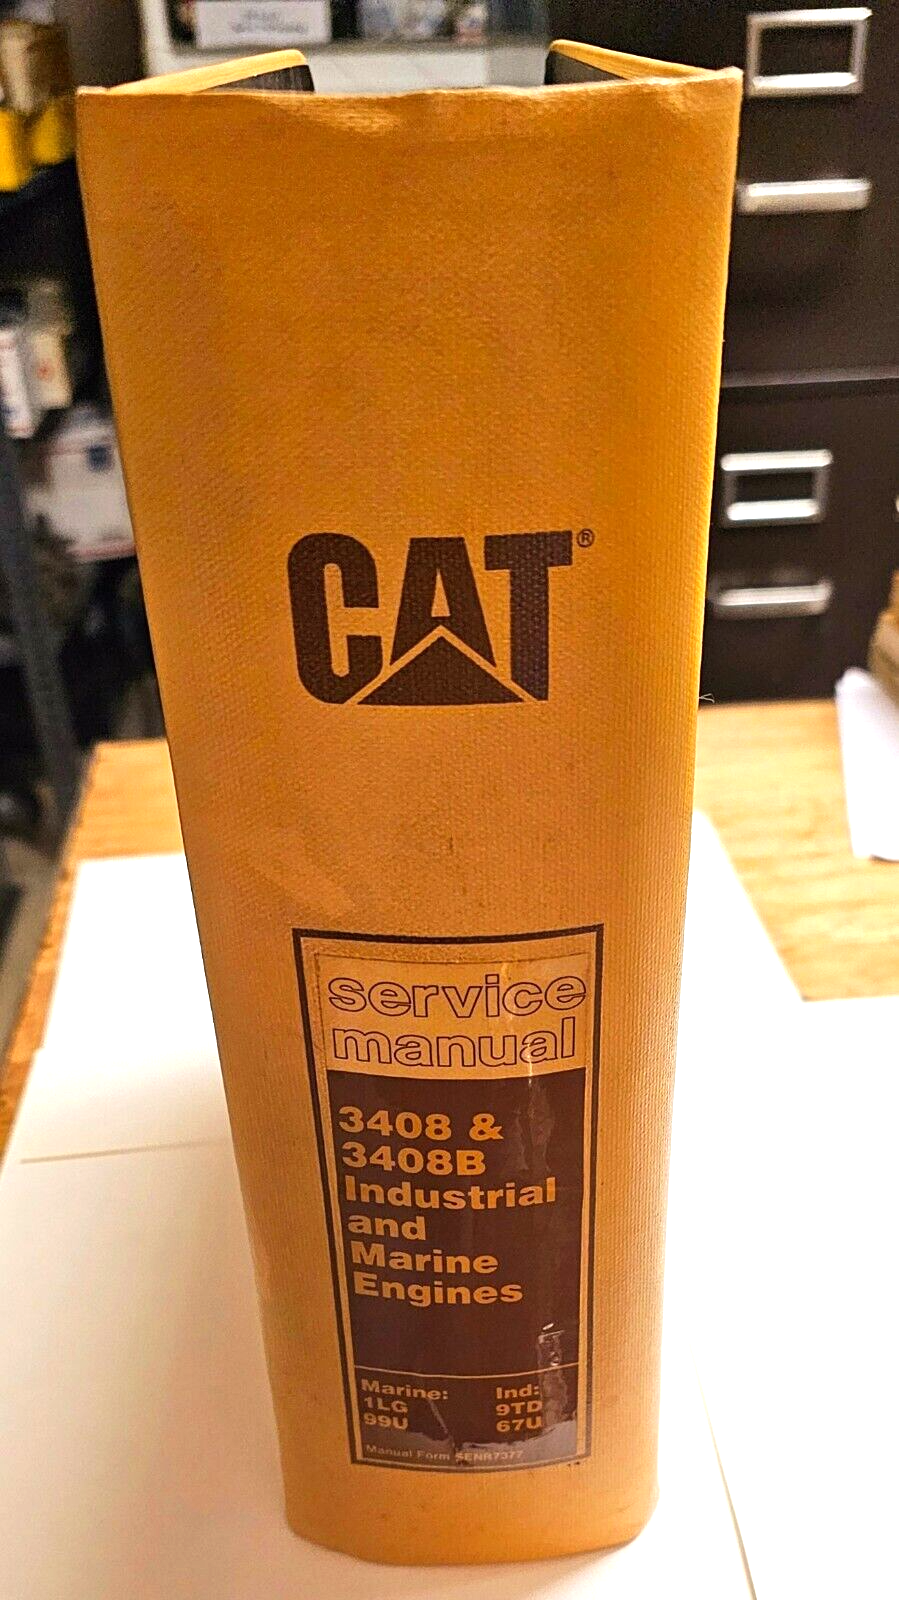 CAT®
service
manual
3408 &
3408B
Industrial
and
Marine
Engines
Marine: Ind:
1LG 9TD
99U 67U
Manual Form SENR7377